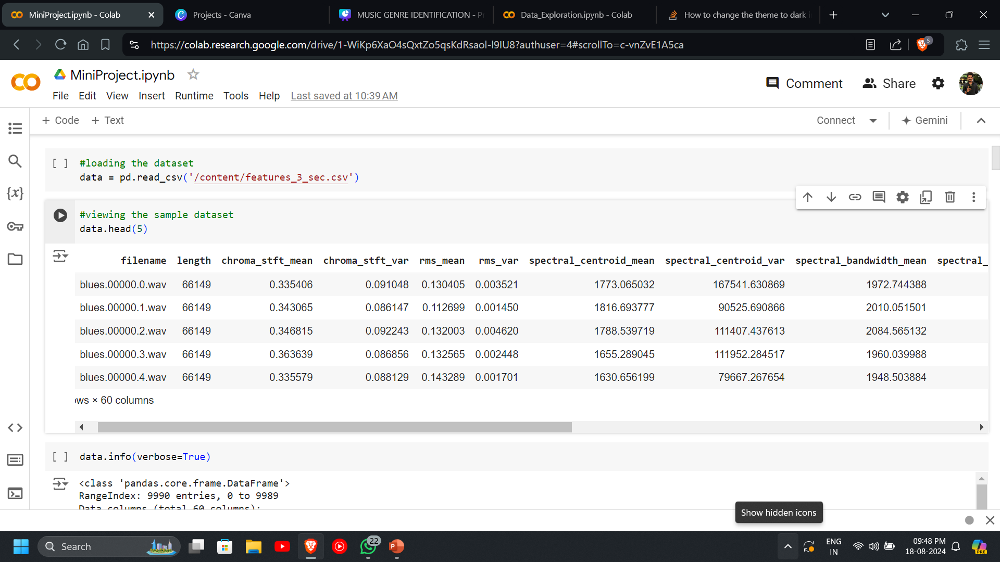 MiniProject.ipynb - Colab
Projects - Canva
MUSIC GENRE IDENTIFICATION - Pr
Data_Exploration.ipynb - Colab
How to change the theme to dark i
https://colab.research.google.com/drive/1-WiKp6XaO4sQxtZo5qsKdRsaol-l9IU8?authuser=4#scrollTo=c-vnZvE1A5ca
5
MiniProject.ipynb
Comment
Share
File Edit View Insert Runtime Tools Help Last saved at 10:39 AM
+ Code + Text
Connect
Gemini
[ ] #loading the dataset
data = pd.read_csv('/content/features_3_sec.csv')
{x}
#viewing the sample dataset
data.head(5)
filename length chroma_stft_mean chroma_stft_var rms_mean rms_var spectral_centroid_mean spectral_centroid_var spectral_bandwidth_mean spectral_
blues.00000.0.wav 66149 0.335406 0.091048 0.130405 0.003521 1773.065032 167541.630869 1972.744388
blues.00000.1.wav 66149 0.343065 0.086147 0.112699 0.001450 1816.693777 90525.690866 2010.051501
blues.00000.2.wav 66149 0.346815 0.092243 0.132003 0.004620 1788.539719 111407.437613 2084.565132
blues.00000.3.wav 66149 0.363639 0.086856 0.132565 0.002448 1655.289045 111952.284517 1960.039988
blues.00000.4.wav 66149 0.335579 0.088129 0.143289 0.001701 1630.656199 79667.267654 1948.503884
ows × 60 columns
[ ] data.info(verbose=True)
<class 'pandas.core.frame.DataFrame'>
RangeIndex: 9990 entries, 0 to 9989
Data columns (total 60 columns):
Show hidden icons
Search
22
ENG
IN
09:48 PM
18-08-2024
PRE